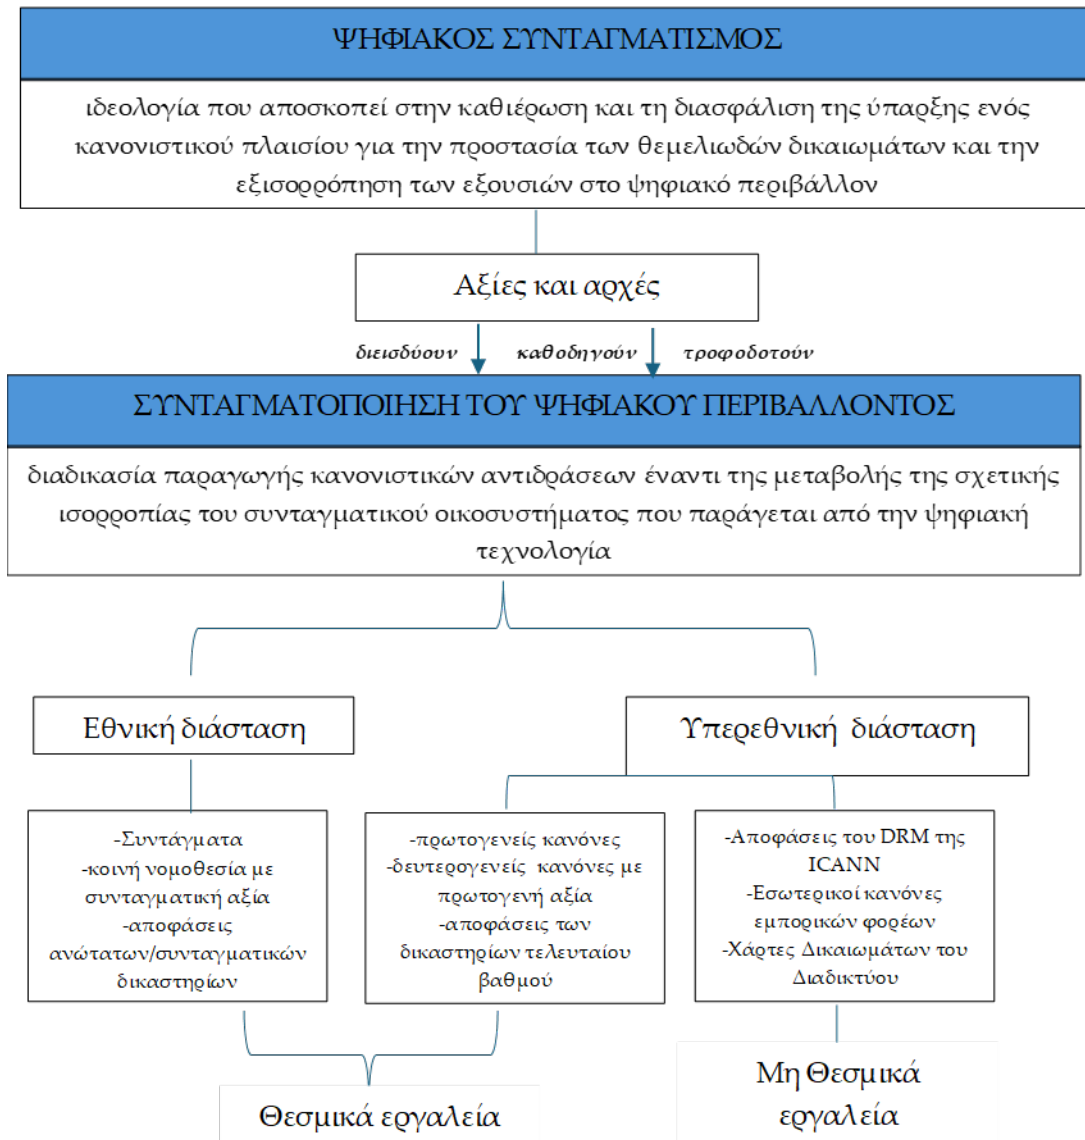 ΨΗΦΙΑΚΟΣ ΣΥΝΤΑΓΜΑΤΙΣΜΟΣ
ιδεολογία που αποσκοπεί στην καθιέρωση και τη διασφάλιση της ύπαρξης ενός
κανονιστικού πλαισίου για την προστασία των θεμελιωδών δικαιωμάτων και την
εξισορρόπηση των εξουσιών στο ψηφιακό περιβάλλον
Αξίες και αρχές
διεισδύουν καθοδηγούν τροφοδοτούν
ΣΥΝΤΑΓΜΑΤΟΠΟΙΗΣΗ ΤΟΥ ΨΗΦΙΑΚΟΥ ΠΕΡΙΒΑΛΛΟΝΤΟΣ
διαδικασία παραγωγής κανονιστικών αντιδράσεων έναντι της μεταβολής της σχετικής
ισορροπίας του συνταγματικού οικοσυστήματος που παράγεται από την ψηφιακή
τεχνολογία
Εθνική διάσταση
Υπερεθνική διάσταση
-Συντάγματα
-κοινή νομοθεσία με
συνταγματική αξία
-αποφάσεις
ανώτατων/συνταγματικών
δικαστηρίων
-πρωτογενείς κανόνες
-δευτερογενείς κανόνες με
πρωτογενή αξία
-αποφάσεις των
δικαστηρίων τελευταίου
βαθμού
-Αποφάσεις του DRM της
ICANN
-Εσωτερικοί κανόνες
εμπορικών φορέων
-Χάρτες Δικαιωμάτων του
Διαδικτύου
Θεσμικά εργαλεία
Μη Θεσμικά
εργαλεία